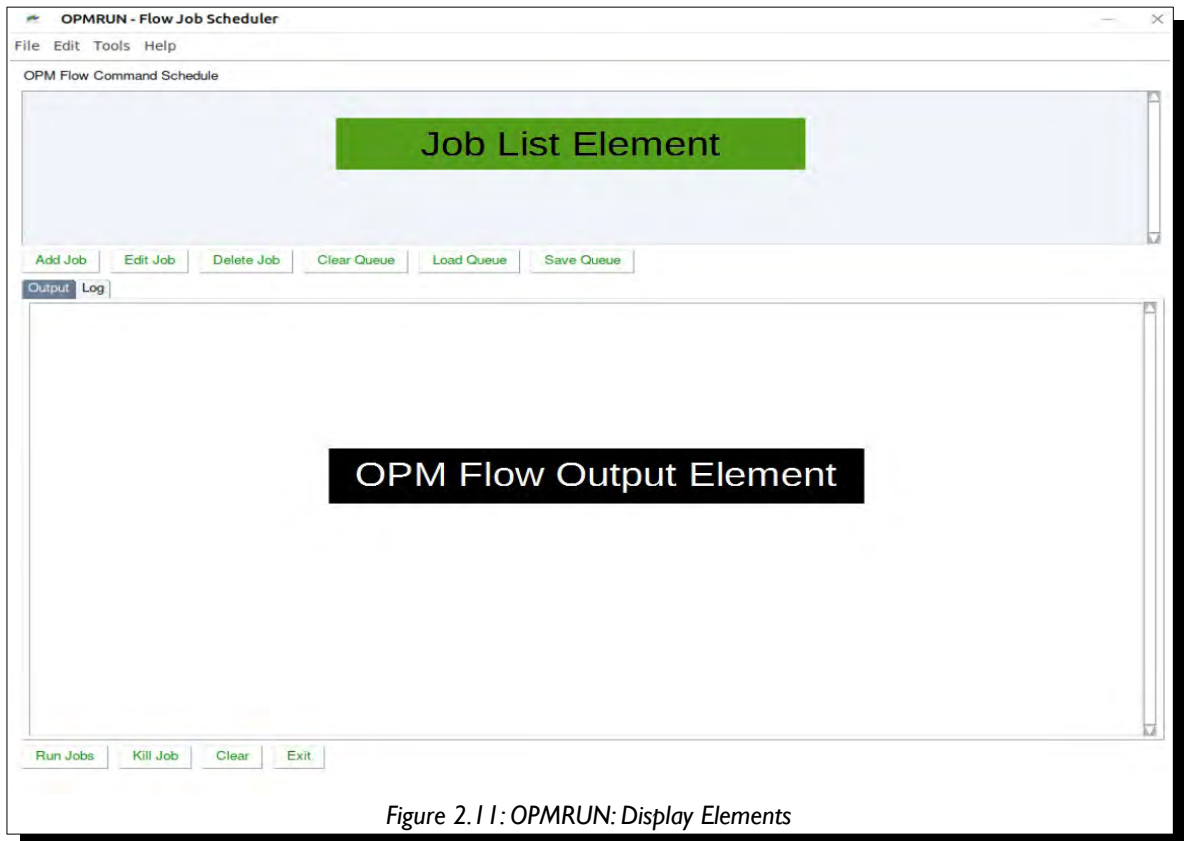 OPMRUN - Flow Job Scheduler
File Edit Tools Help
OPM Flow Command Schedule
Job List Element
Add Job Edit Job Delete Job Clear Queue Load Queue Save Queue
Output Log
OPM Flow Output Element
Run Jobs Kill Job Clear Exit
Figure 2.11: OPMRUN: Display Elements